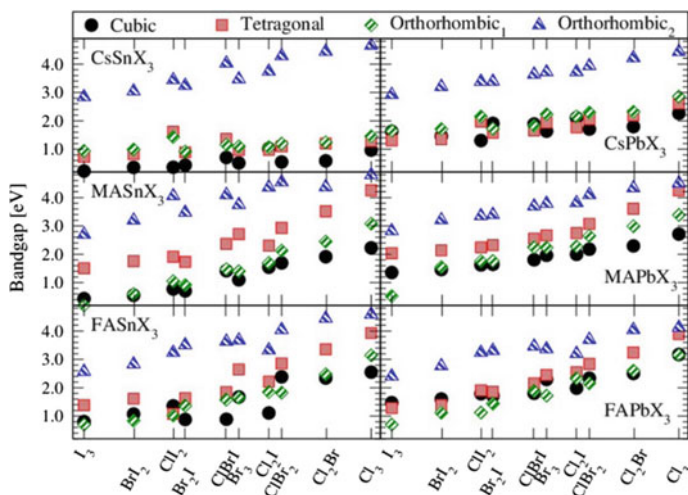 Cubic Tetragonal Orthorhombic₁ Orthorhombic₂
CsSnX₃ CsPbX₃
MASnX₃ MAPbX₃
FASnX₃ FAPbX₃
Bandgap [eV]
4.0
3.0
2.0
1.0
4.0
3.0
2.0
1.0
4.0
3.0
2.0
1.0
I₃ BrI₂ ClI₂ Br₂I ClBrI Br₃ Cl₂I ClBr₂ Cl₂Br Cl₃
I₃ BrI₂ ClI₂ Br₂I ClBrI Br₃ Cl₂I ClBr₂ Cl₂Br Cl₃